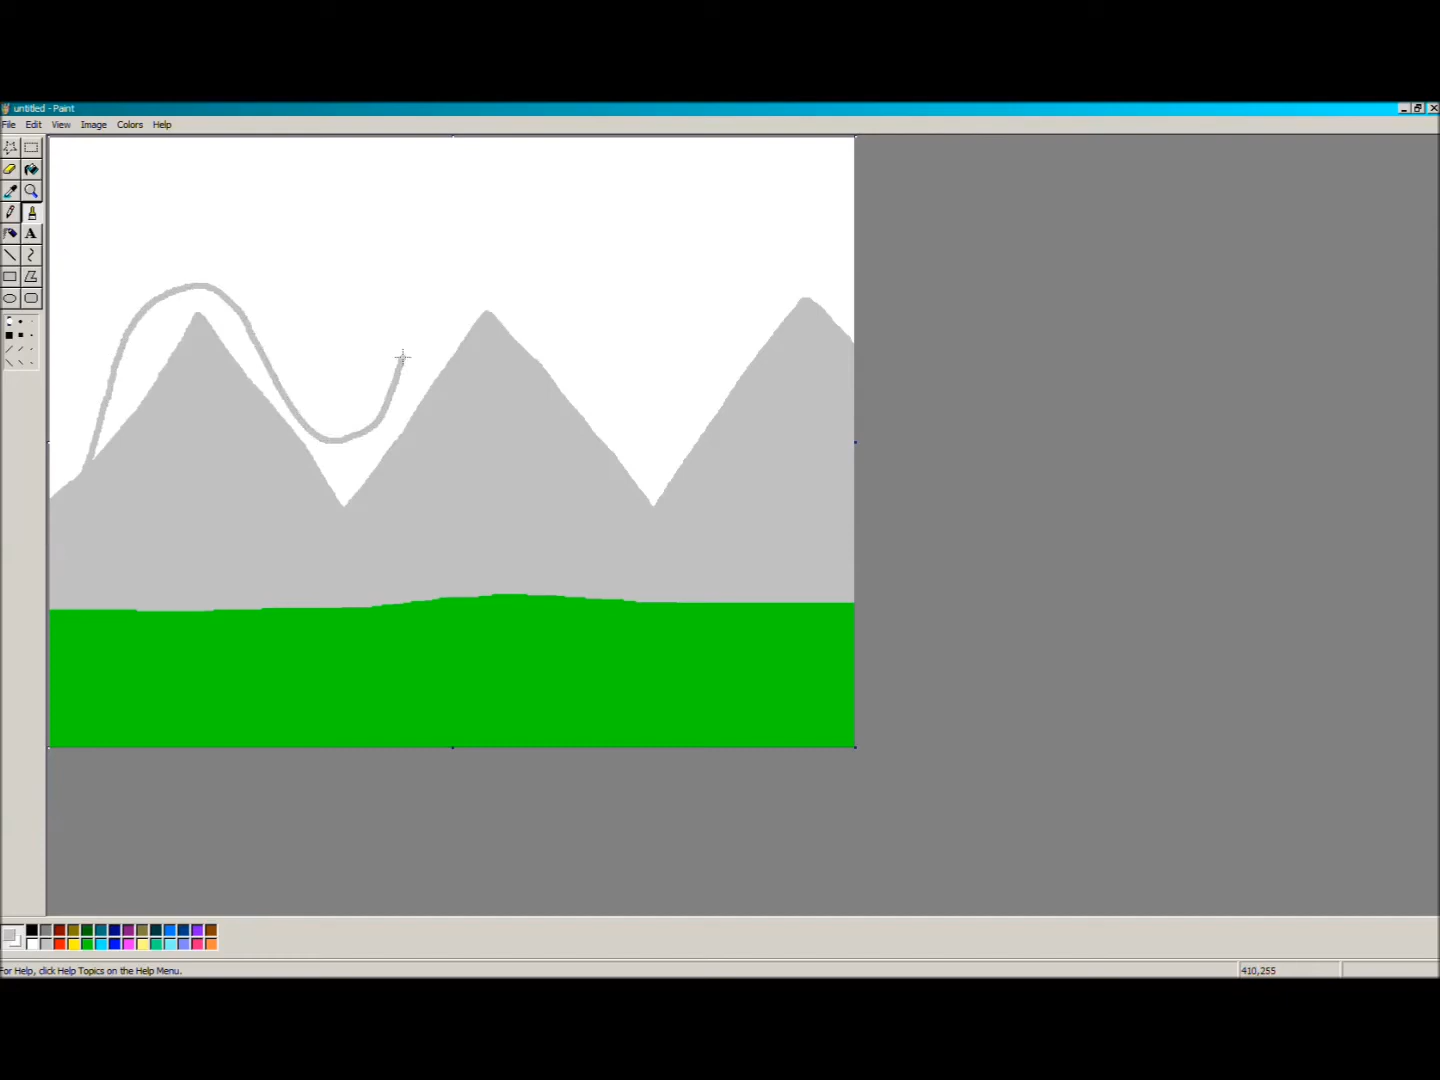 untitled - Paint
File Edit View Image Colors Help
A
For Help, click Help Topics on the Help Menu.
410,255